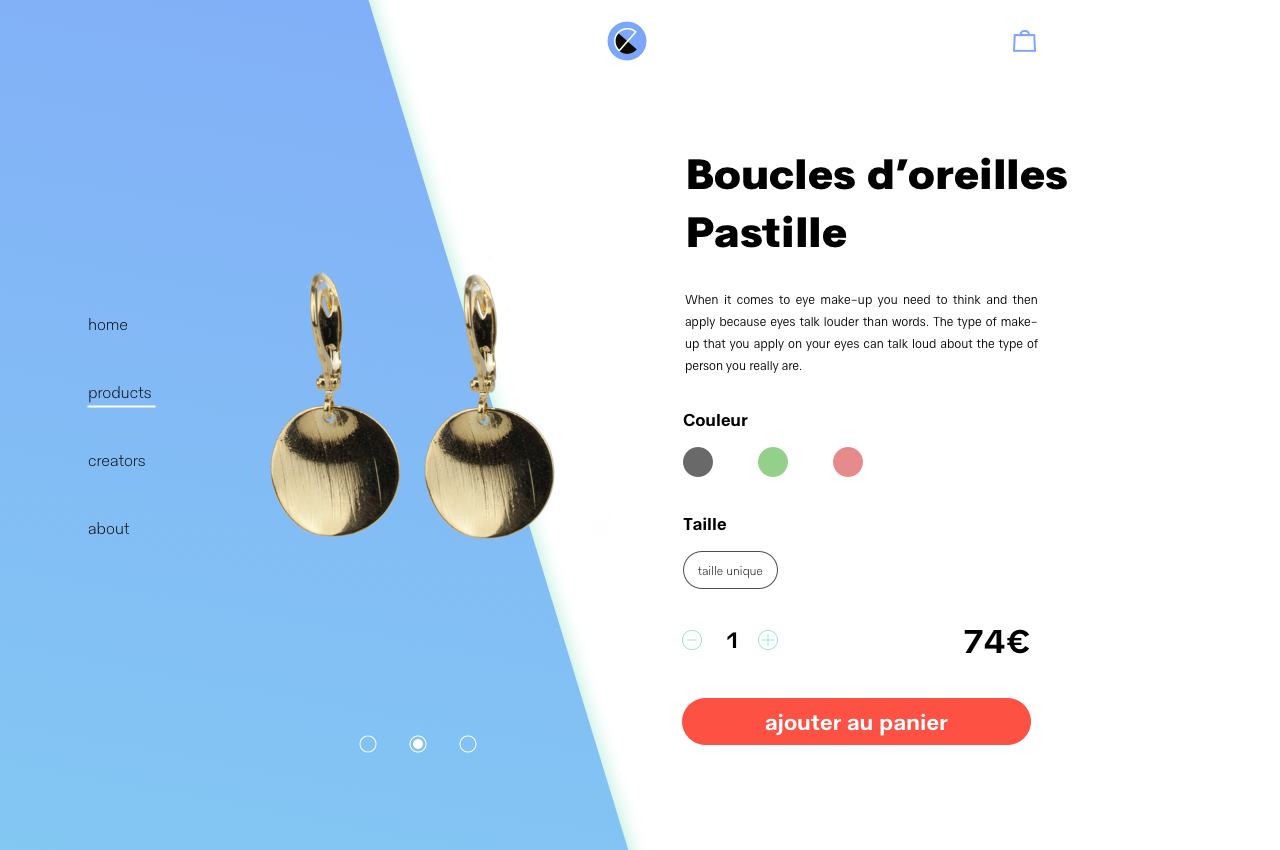 home
products
creators
about
Boucles d’oreilles
Pastille
When it comes to eye make-up you need to think and then
apply because eyes talk louder than words. The type of make-
up that you apply on your eyes can talk loud about the type of
person you really are.
Couleur
Taille
taille unique
1
74€
ajouter au panier